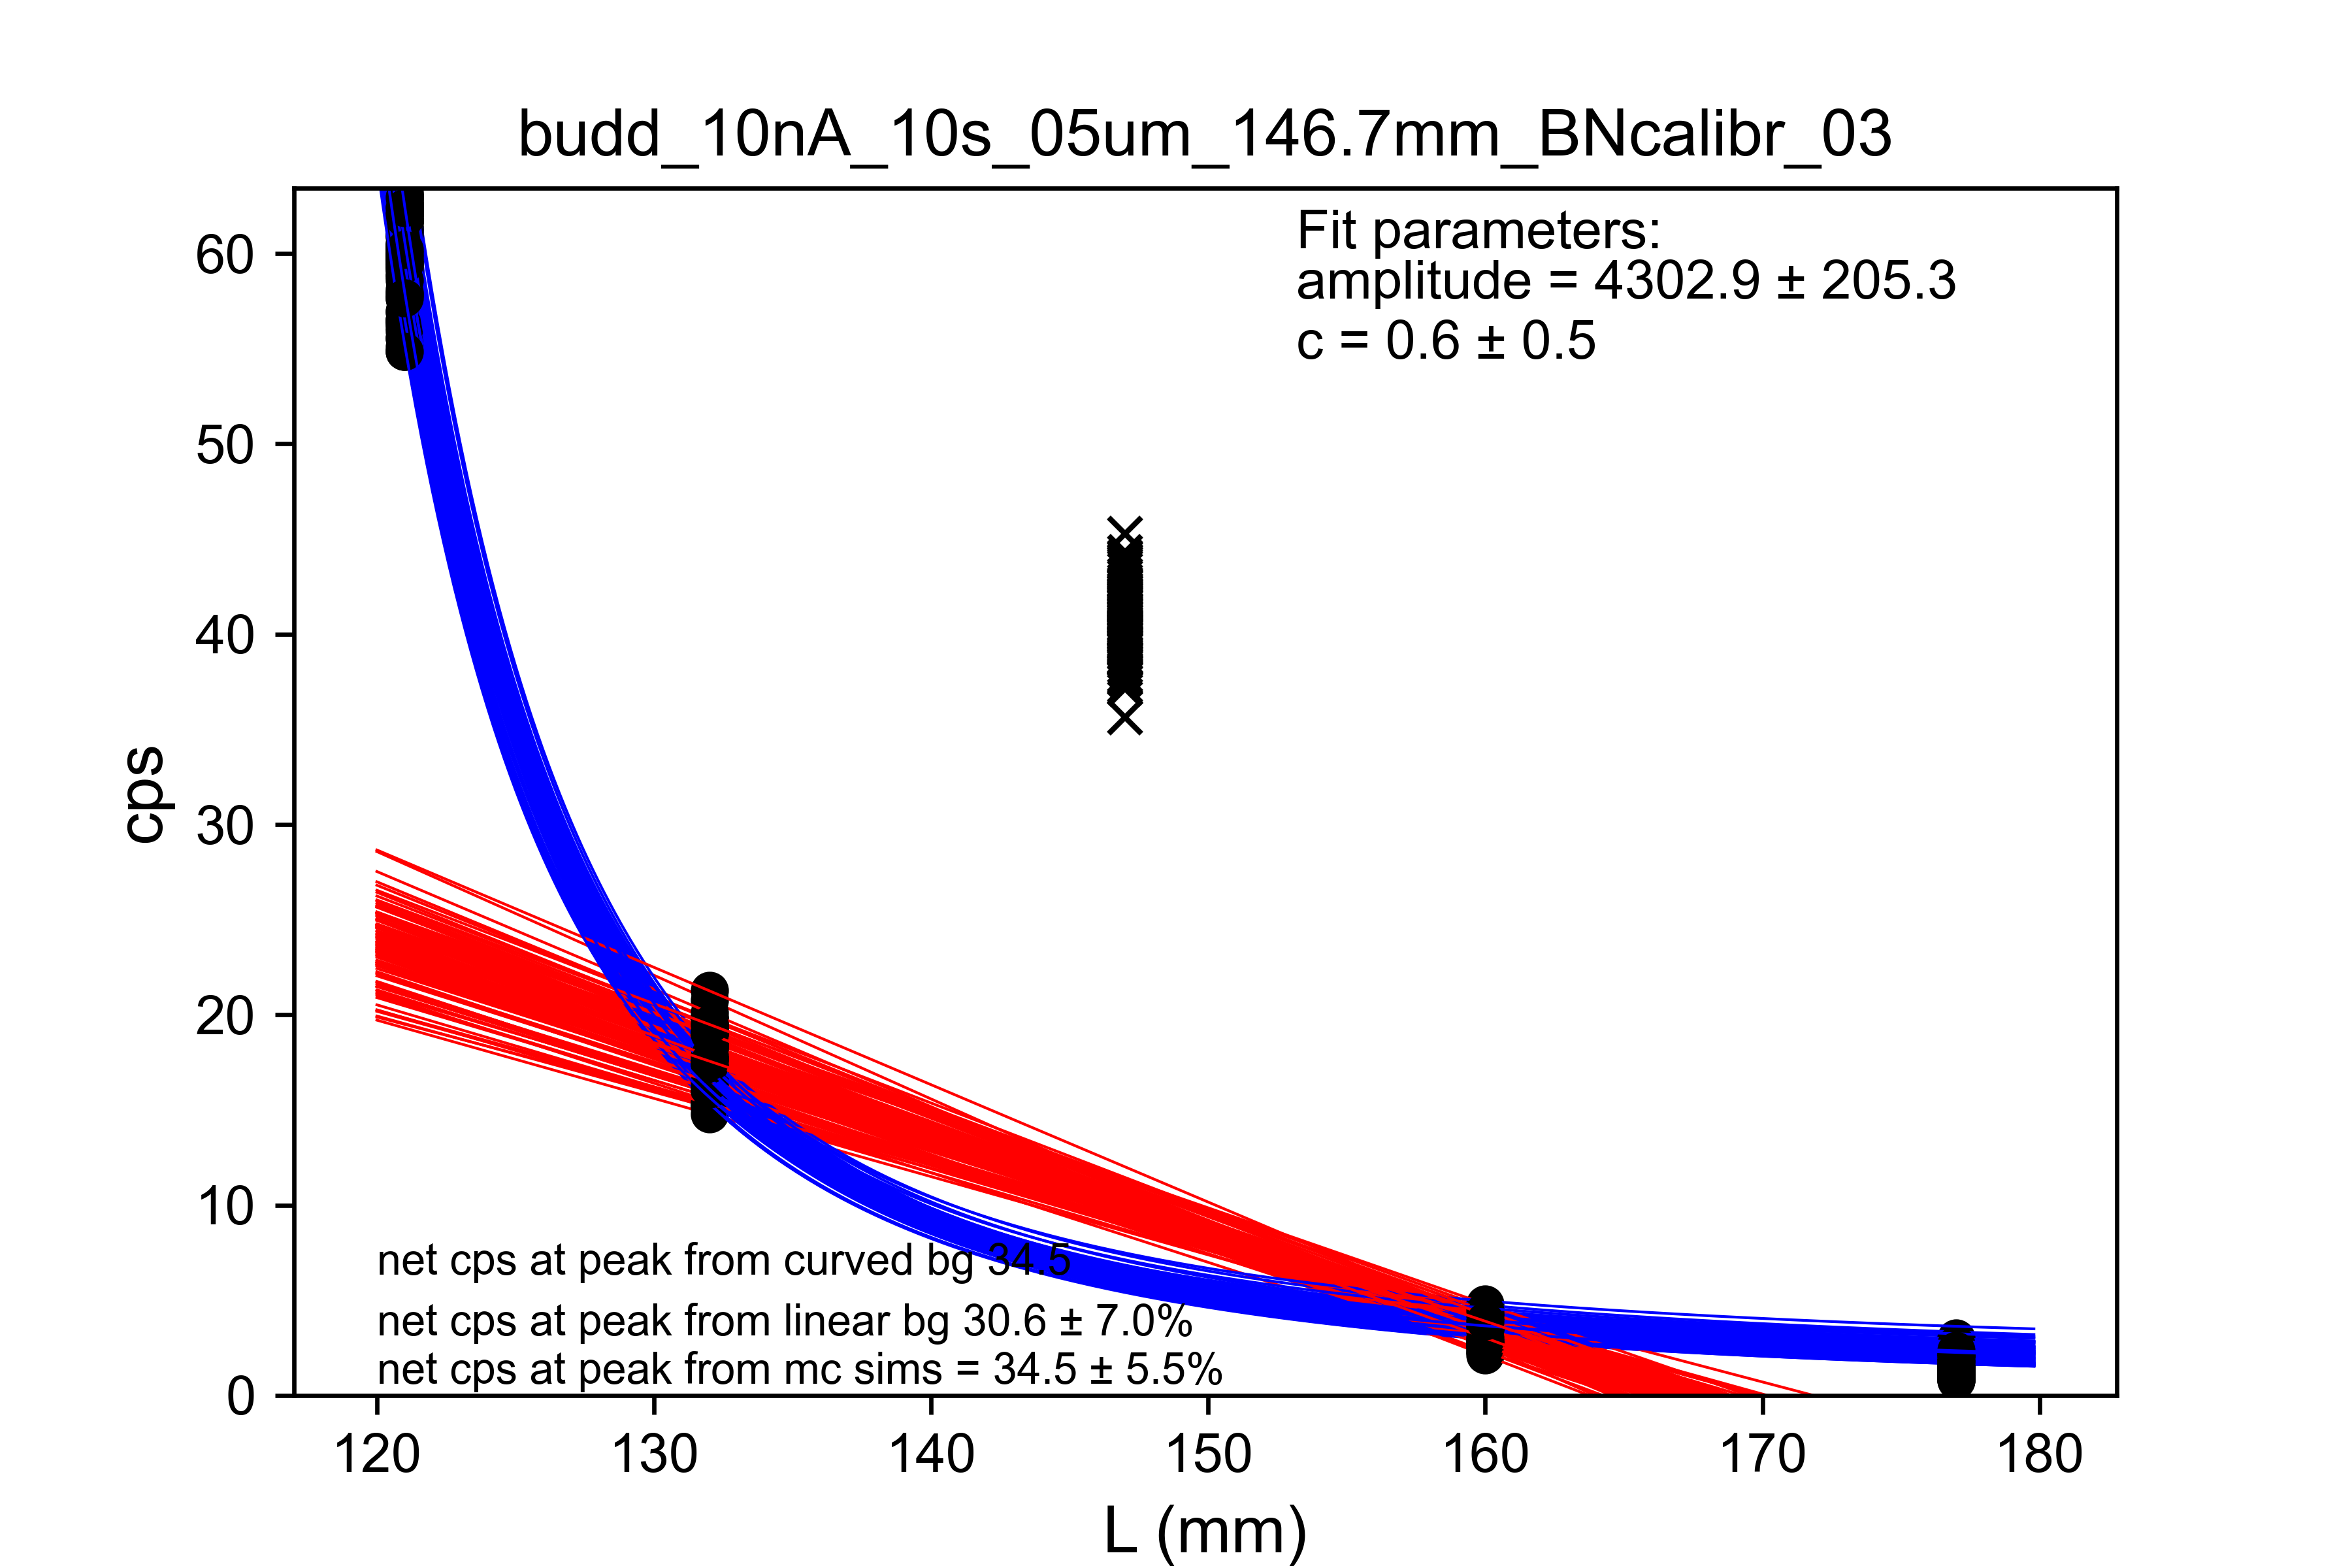 budd_10nA_10s_05um_146.7mm_BNcalibr_03
Fit parameters:
amplitude = 4302.9 ± 205.3
c = 0.6 ± 0.5
60
50
40
30
20
10
0
cps
net cps at peak from curved bg 34.5
net cps at peak from linear bg 30.6 ± 7.0%
net cps at peak from mc sims = 34.5 ± 5.5%
120 130 140 150 160 170 180
L (mm)